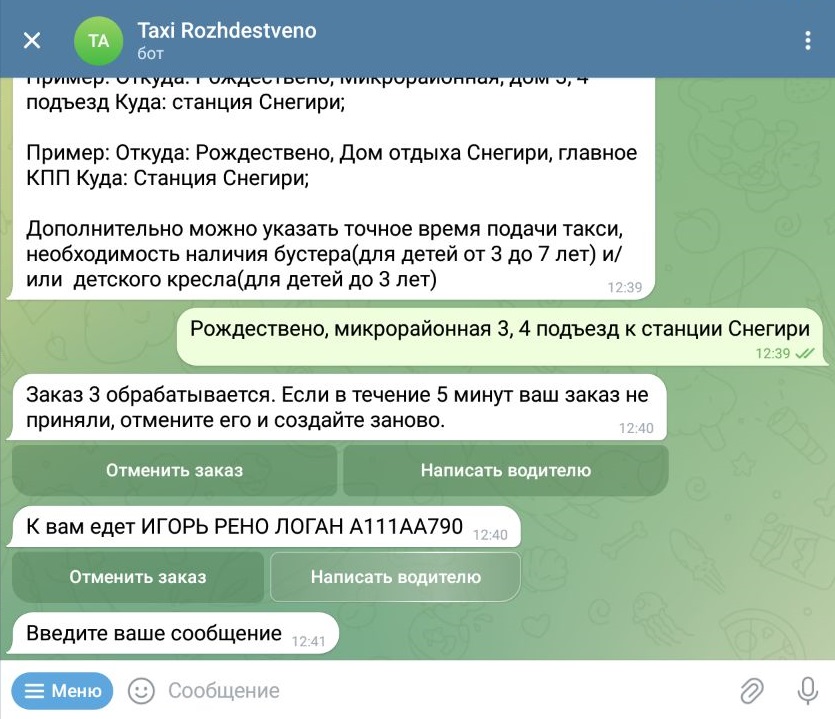 TA
Taxi Rozhdestveno
бот
Пример: Откуда: Рождествено, Микрорайонная, дом 3, 4
подъезд Куда: станция Снегири;
Пример: Откуда: Рождествено, Дом отдыха Снегири, главное
КПП Куда: Станция Снегири;
Дополнительно можно указать точное время подачи такси,
необходимость наличия бустера(для детей от 3 до 7 лет) и/
или  детского кресла(для детей до 3 лет)
12:39
Рождествено, микрорайонная 3, 4 подъезд к станции Снегири
12:39
Заказ 3 обрабатывается. Если в течение 5 минут ваш заказ не
приняли, отмените его и создайте заново.
12:40
Отменить заказ
Написать водителю
К вам едет ИГОРЬ РЕНО ЛОГАН А111АА790 12:40
Отменить заказ
Написать водителю
Введите ваше сообщение 12:41
Меню
Сообщение